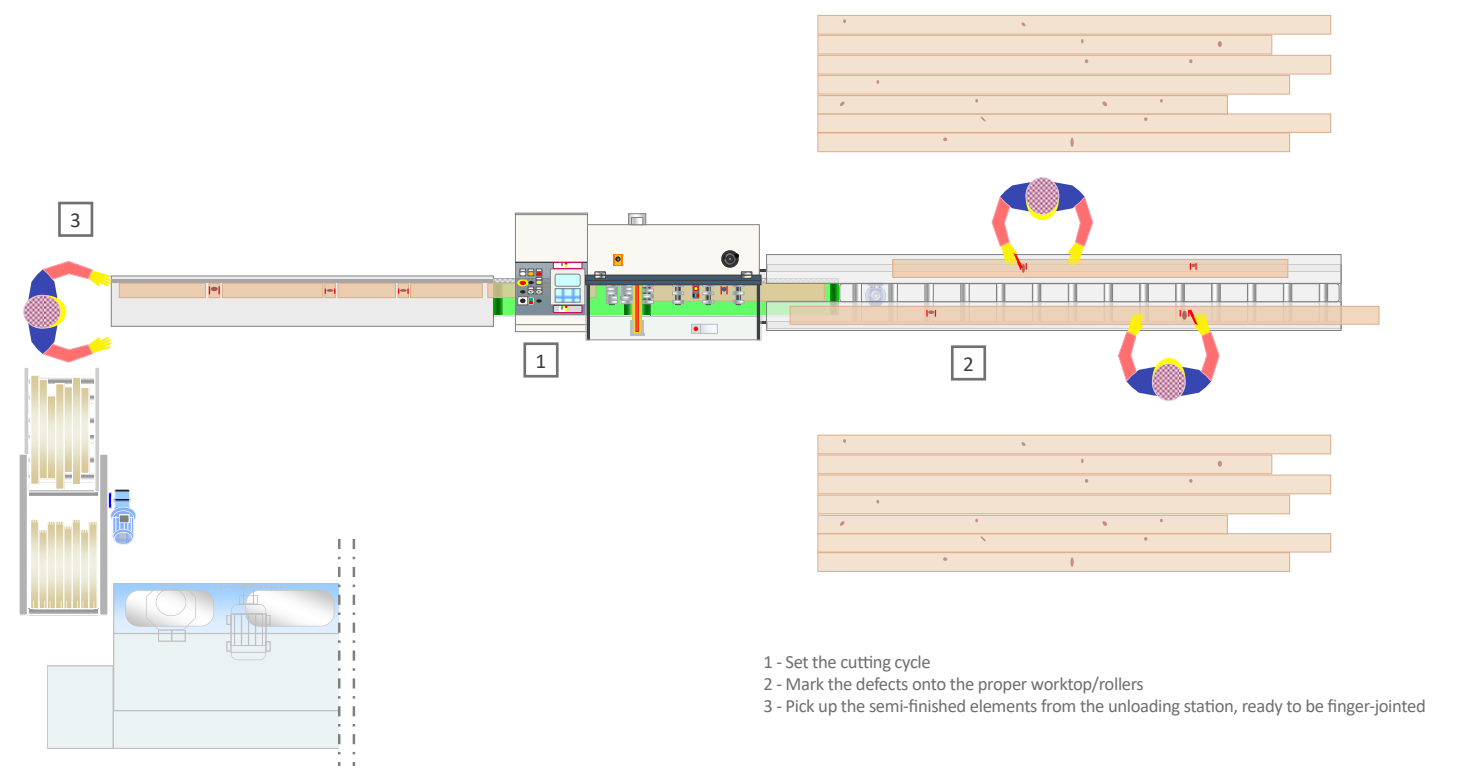 3
1
2
1 - Set the cutting cycle
2 - Mark the defects onto the proper worktop/rollers
3 - Pick up the semi-finished elements from the unloading station, ready to be finger-jointed